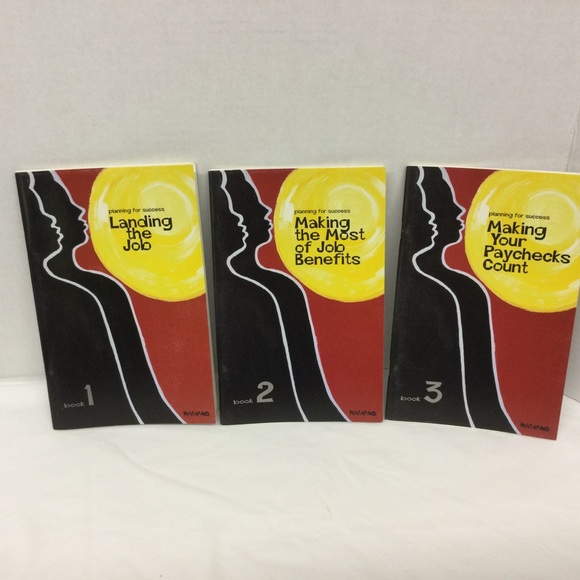 planning for success
Landing
the
Job
book 1
planning for success
Making
the Most
of Job
Benefits
book 2
planning for success
Making
Your
Paychecks
Count
book 3